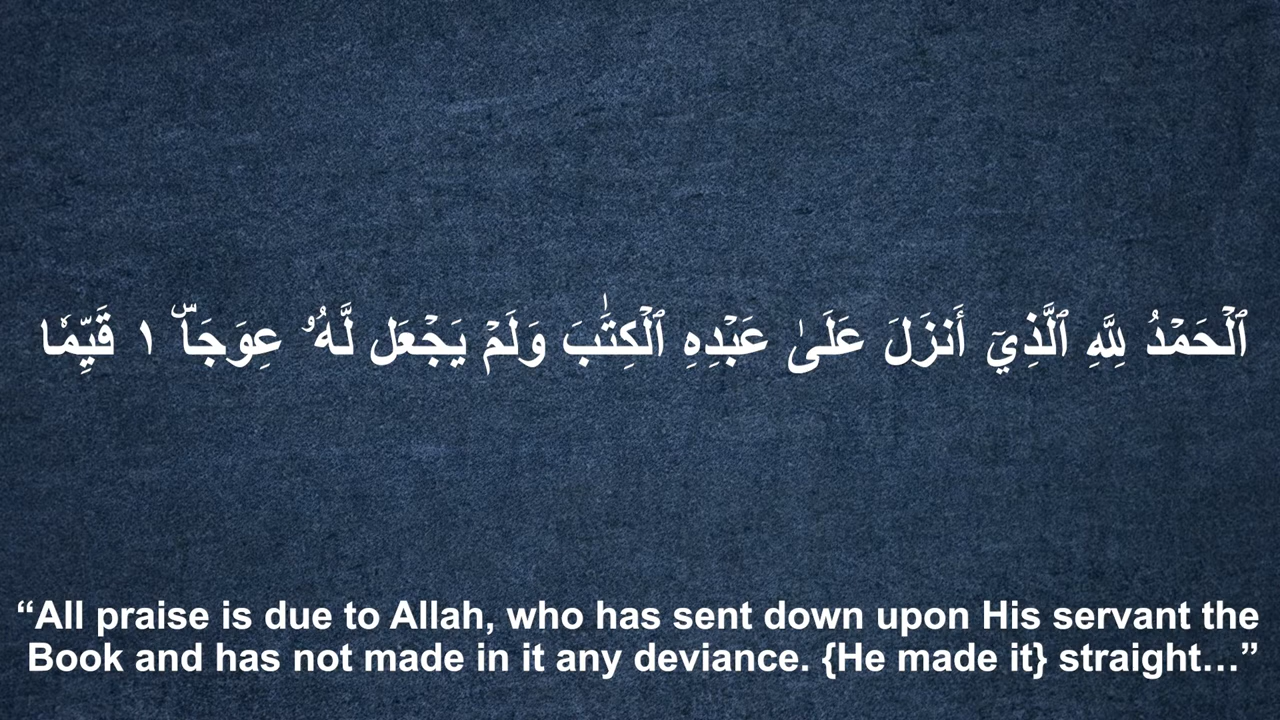 ٱلۡحَمۡدُ لِلَّهِ ٱلَّذِيٓ أَنزَلَ عَلَىٰ عَبۡدِهِ ٱلۡكِتَٰبَ وَلَمۡ يَجۡعَل لَّهُۥ عِوَجَاۜ ١ قَيِّمٗا
“All praise is due to Allah, who has sent down upon His servant the
Book and has not made in it any deviance. {He made it} straight…”